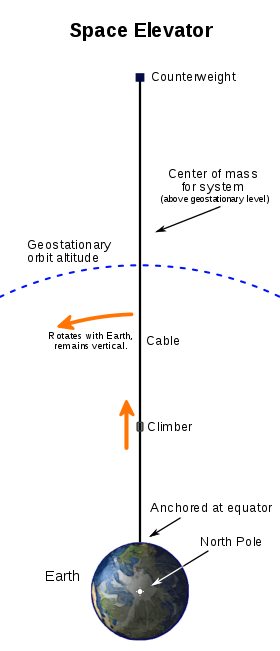 Space Elevator
Counterweight
Center of mass
for system
(above geostationary level)
Geostationary
orbit altitude
Rotates with Earth,
remains vertical.
Cable
Climber
Anchored at equator
North Pole
Earth